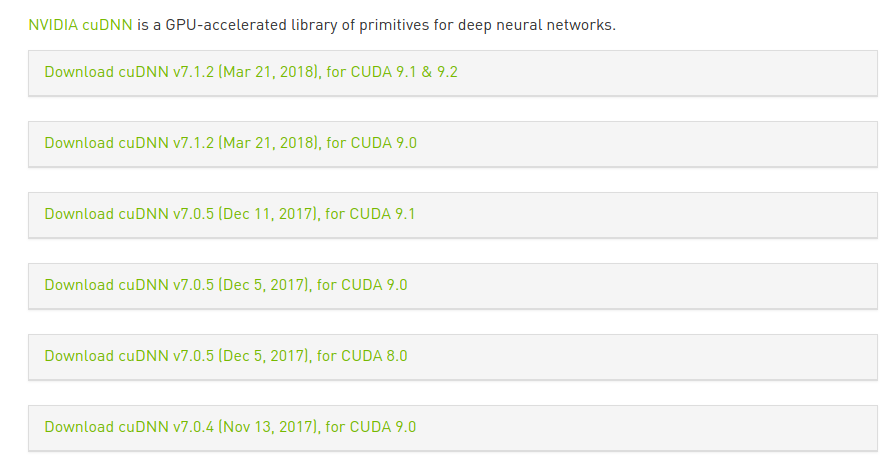 NVIDIA cuDNN is a GPU-accelerated library of primitives for deep neural networks.
Download cuDNN v7.1.2 (Mar 21, 2018), for CUDA 9.1 & 9.2
Download cuDNN v7.1.2 (Mar 21, 2018), for CUDA 9.0
Download cuDNN v7.0.5 (Dec 11, 2017), for CUDA 9.1
Download cuDNN v7.0.5 (Dec 5, 2017), for CUDA 9.0
Download cuDNN v7.0.5 (Dec 5, 2017), for CUDA 8.0
Download cuDNN v7.0.4 (Nov 13, 2017), for CUDA 9.0